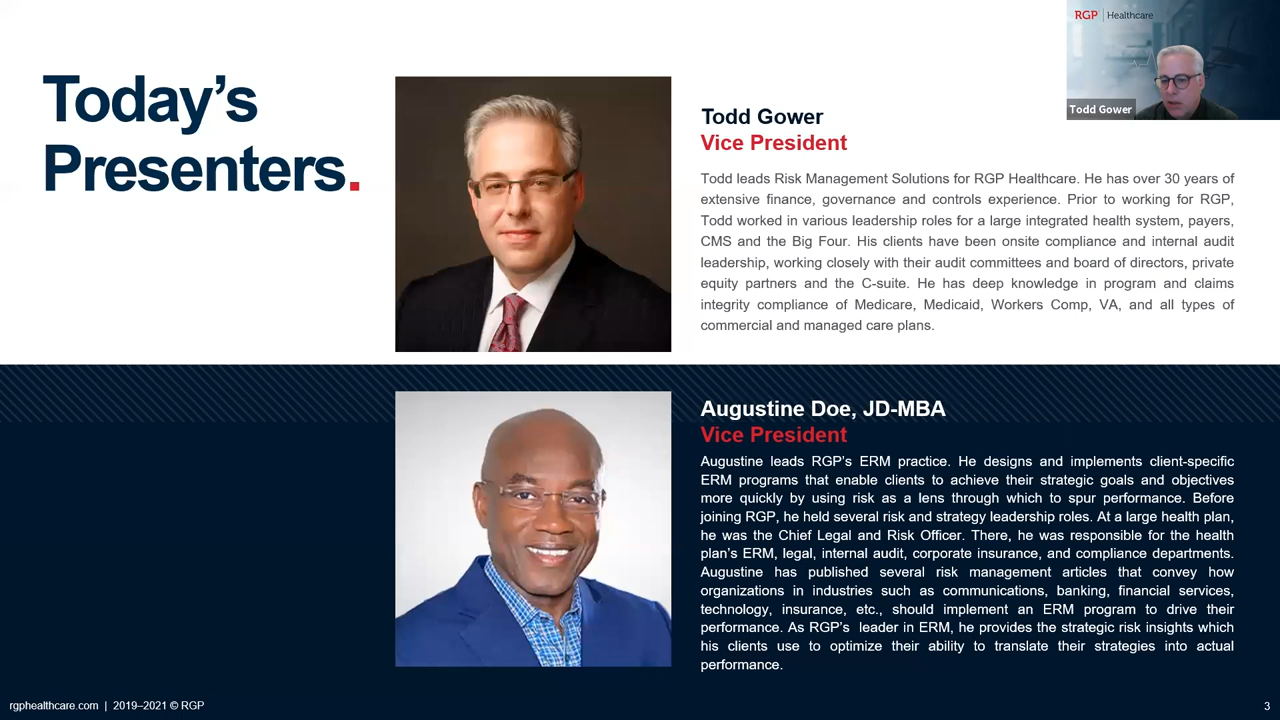 Today's
Presenters.
RGP | Healthcare
Todd Gower
Todd Gower
Vice President
Todd leads Risk Management Solutions for RGP Healthcare. He has over 30 years of
extensive finance, governance and controls experience. Prior to working for RGP,
Todd worked in various leadership roles for a large integrated health system, payers,
CMS and the Big Four. His clients have been onsite compliance and internal audit
leadership, working closely with their audit committees and board of directors, private
equity partners and the C-suite. He has deep knowledge in program and claims
integrity compliance of Medicare, Medicaid, Workers Comp, VA, and all types of
commercial and managed care plans.
Augustine Doe, JD-MBA
Vice President
Augustine leads RGP's ERM practice. He designs and implements client-specific
ERM programs that enable clients to achieve their strategic goals and objectives
more quickly by using risk as a lens through which to spur performance. Before
joining RGP, he held several risk and strategy leadership roles. At a large health plan,
he was the Chief Legal and Risk Officer. There, he was responsible for the health
plan's ERM, legal, internal audit, corporate insurance, and compliance departments.
Augustine has published several risk management articles that convey how
organizations in industries such as communications, banking, financial services,
technology, insurance, etc., should implement an ERM program to drive their
performance. As RGP's leader in ERM, he provides the strategic risk insights which
his clients use to optimize their ability to translate their strategies into actual
performance.
rgphealthcare.com | 2019–2021 © RGP
3